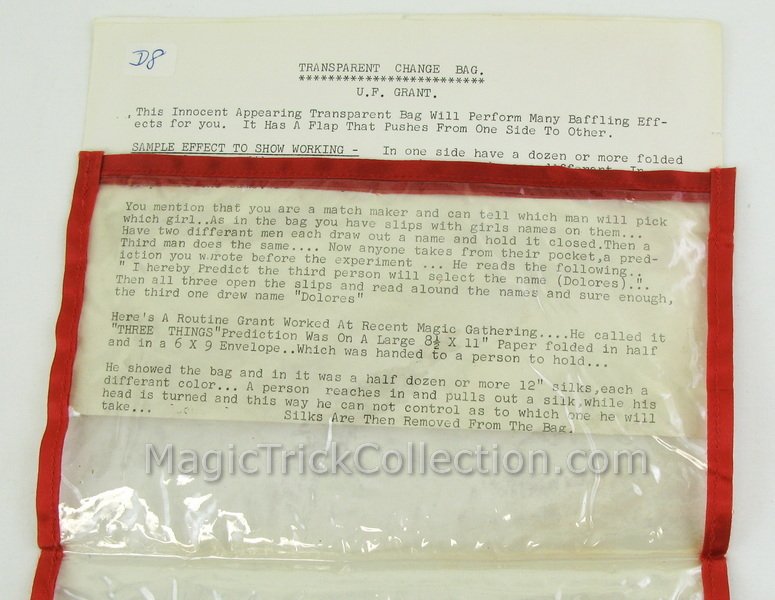 D8
TRANSPARENT CHANGE BAG.
*************************
U.F. GRANT.
This Innocent Appearing Transparent Bag Will Perform Many Baffling Eff-
ects for you. It Has A Flap That Pushes From One Side To Other.
SAMPLE EFFECT TO SHOW WORKING - In one side have a dozen or more folded
different. In
You mention that you are a match maker and can tell which man will pick
which girl..As in the bag you have slips with girls names on them...
Have two differant men each draw out a name and hold it closed.Then a
Third man does the same.... Now anyone takes from their pocket,a pred-
iction you wrote before the experiment ... He reads the following..
" I hereby Predict the third person will select the name (Dolores).".
Then all three open the slips and read alound the names and sure enough,
the third one drew name "Dolores"
Here's A Routine Grant Worked At Recent Magic Gathering....He called it
"THREE THINGS"Prediction Was On A Large 8½ X 11" Paper folded in half
and in a 6 X 9 Envelope..Which was handed to a person to hold...
He showed the bag and in it was a half dozen or more 12" silks,each a
differant color... A person reaches in and pulls out a silk,while his
head is turned and this way he can not control as to which one he will
take... Silks Are Then Removed From The Bag.
MagicTrickCollection.com